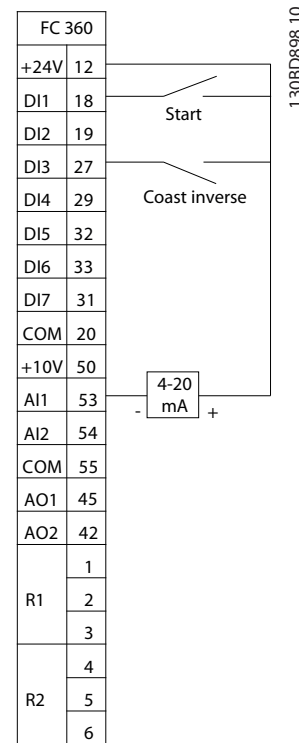 FC 360
+24V 12
DI1 18
DI2 19
DI3 27
DI4 29
DI5 32
DI6 33
DI7 31
COM 20
+10V 50
AI1 53
AI2 54
COM 55
AO1 45
AO2 42
R1
1
2
3
R2
4
5
6
Start
Coast inverse
4-20
mA
- +
130BD898.10